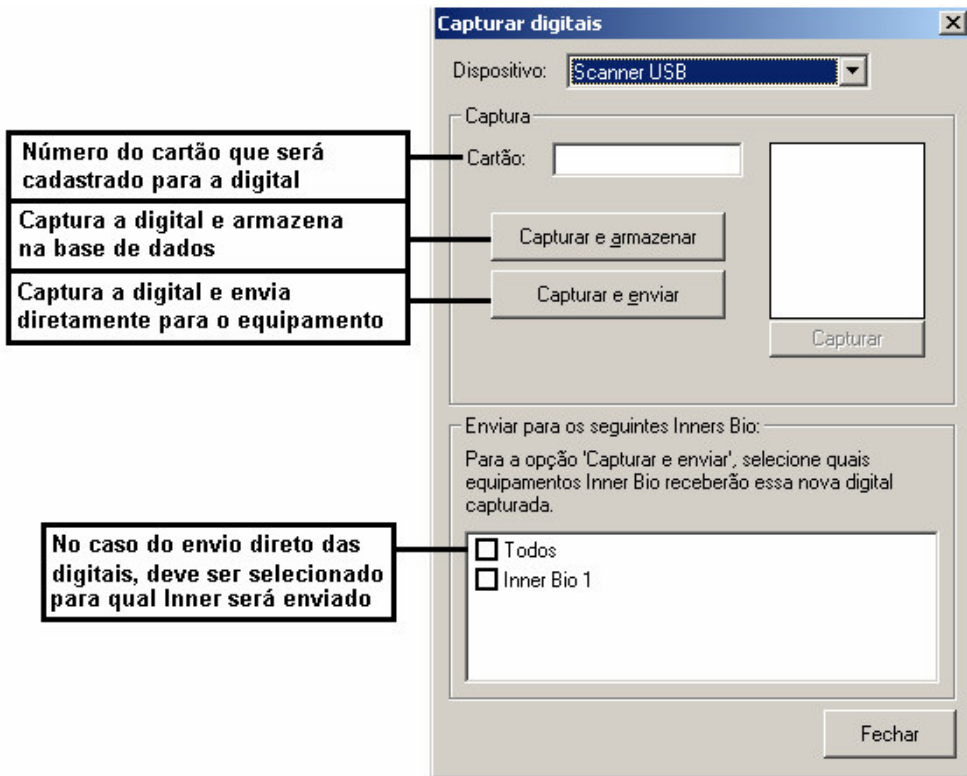 Capturar digitais
Dispositivo: Scanner USB
Captura
Número do cartão que será
cadastrado para a digital
Cartão:
Captura a digital e armazena
na base de dados
Capturar e armazenar
Captura a digital e envia
diretamente para o equipamento
Capturar e enviar
Capturar
Enviar para os seguintes Inners Bio:
Para a opção 'Capturar e enviar', selecione quais
equipamentos Inner Bio receberão essa nova digital
capturada.
No caso do envio direto das
digitais, deve ser selecionado
para qual Inner será enviado
Todos
Inner Bio 1
Fechar